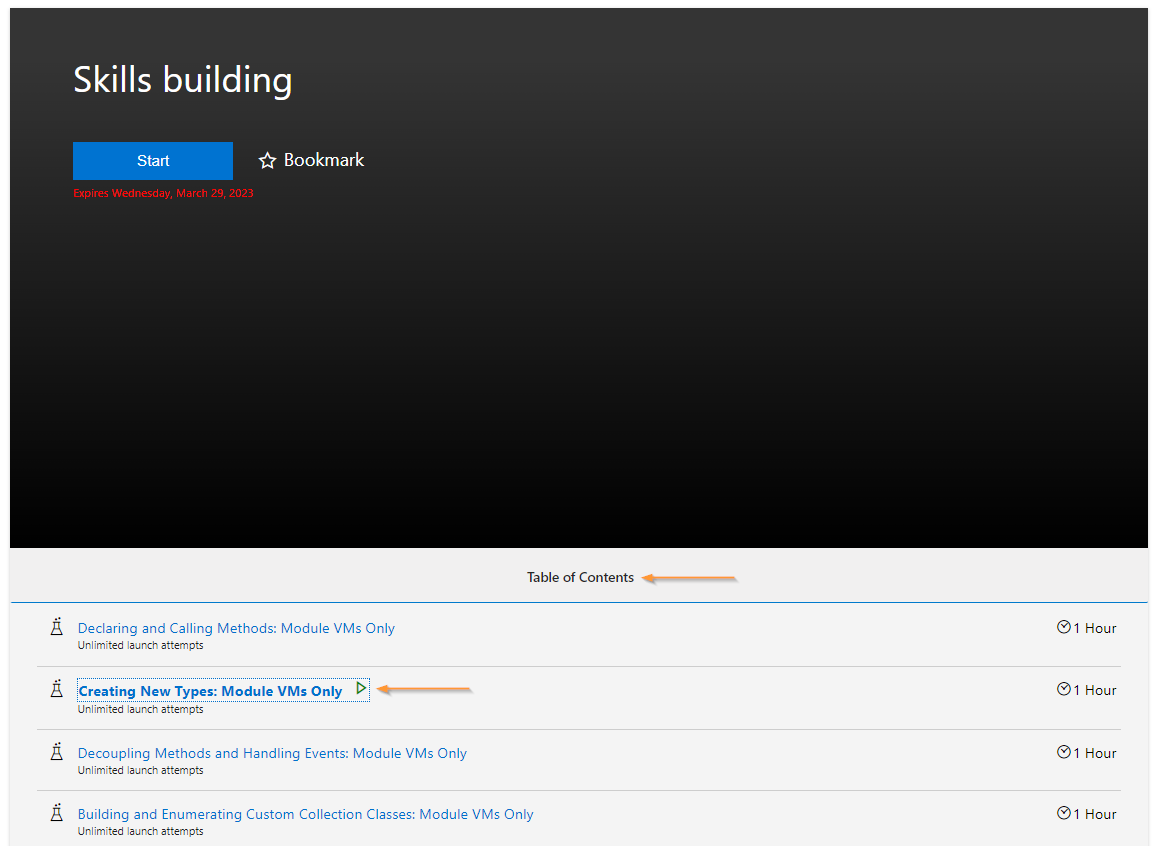 Skills building
Start
Bookmark
Expires Wednesday, March 29, 2023
Table of Contents
Declaring and Calling Methods: Module VMs Only
1 Hour
Unlimited launch attempts
Creating New Types: Module VMs Only
1 Hour
Unlimited launch attempts
Decoupling Methods and Handling Events: Module VMs Only
1 Hour
Unlimited launch attempts
Building and Enumerating Custom Collection Classes: Module VMs Only
1 Hour
Unlimited launch attempts